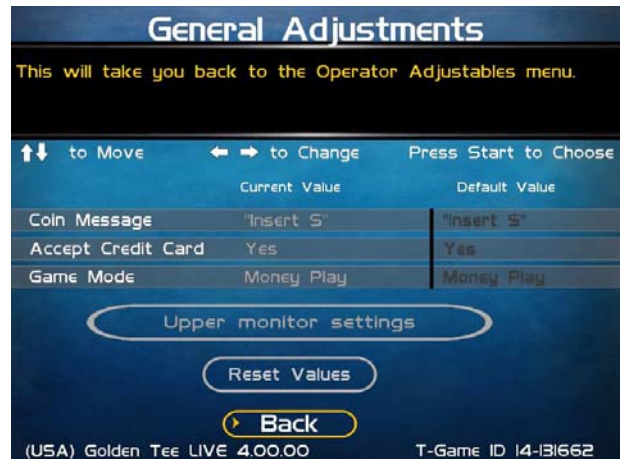 General Adjustments
This will take you back to the Operator Adjustables menu.
↑↓ to Move ← → to Change Press Start to Choose
Current Value Default Value
Coin Message "Insert $" "Insert $"
Accept Credit Card Yes Yes
Game Mode Money Play Money Play
Upper monitor settings
Reset Values
Back
(USA) Golden Tee LIVE 4.00.00 T-Game ID 14-131662